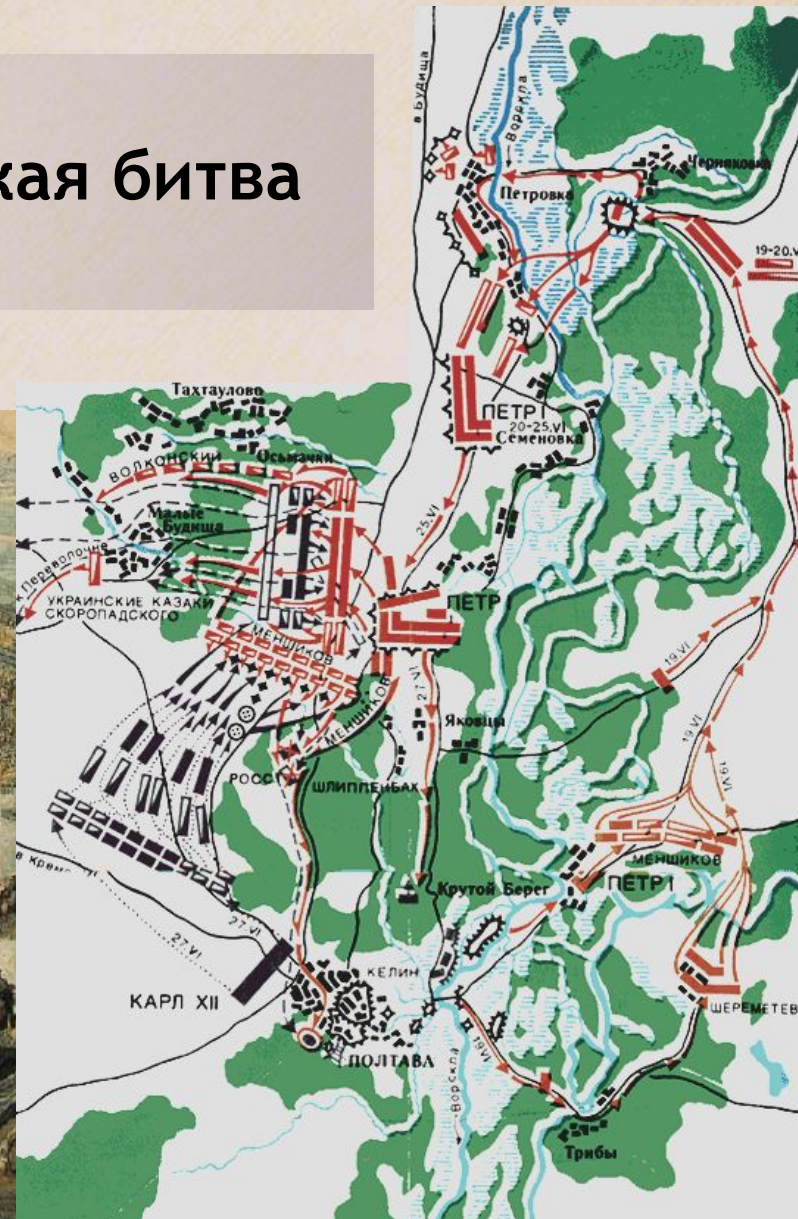 кая битва
в Будища
Ворскла
Черняковка
Петровка
19-20.V
ПЕТР I
20-25.VI
Семеновка
Тахтаулово
ВОЛКОНСКИЙ
Осьмачки
25.VI
Малые
Будища
к Переволочне
УКРАИНСКИЕ КАЗАКИ
СКОРОПАДСКОГО
ПЕТР I
МЕНШИКОВ
МЕНШИКОВ
27.VI
19.VI
Яковцы
19.VI
19.VI
РОСС
ШЛИППЕНБАХ
МЕНШИКОВ
ПЕТР I
Крутой Берег
27.VI
27.VI
КЕЛИН
КАРЛ XII
ШЕРЕМЕТЕВ
ПОЛТАВА
19.VI
Ворскла
Трибы